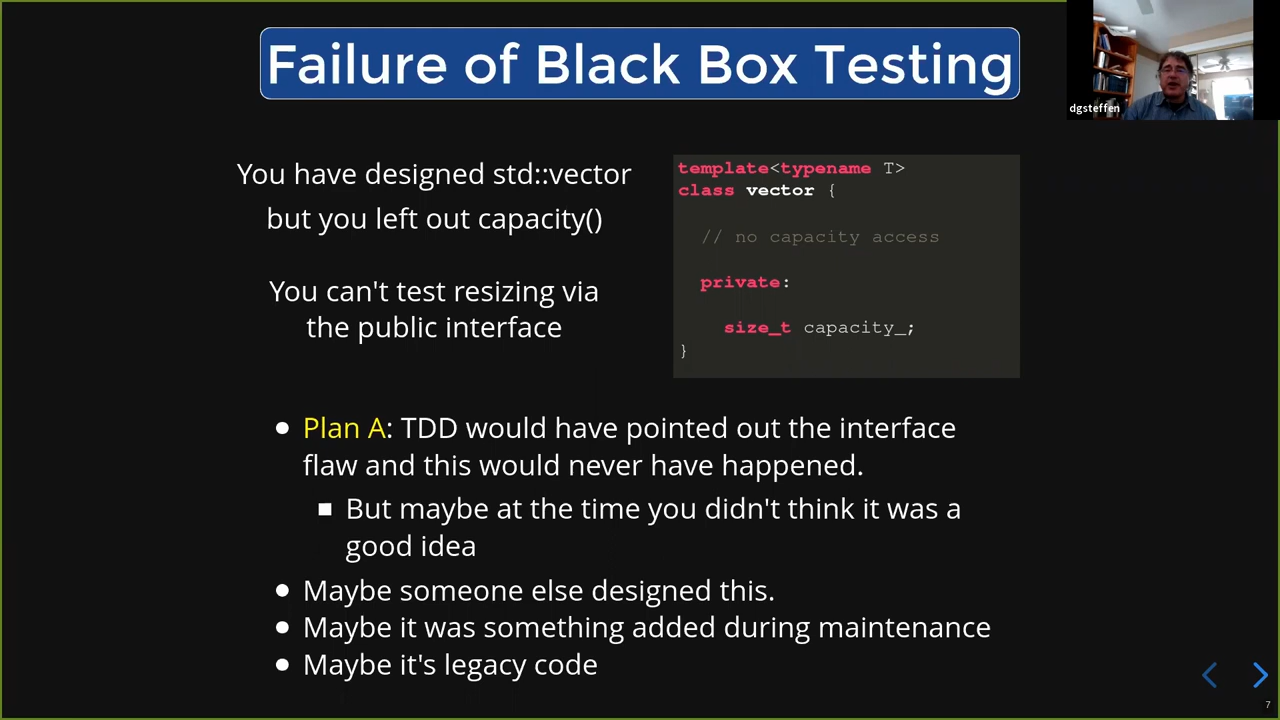 Failure of Black Box Testing
dgsteffen
You have designed std::vector
but you left out capacity()
You can't test resizing via
the public interface
template<typename T>
class vector {
// no capacity access
private:
size_t capacity_;
}
Plan A: TDD would have pointed out the interface
flaw and this would never have happened.
But maybe at the time you didn't think it was a
good idea
Maybe someone else designed this.
Maybe it was something added during maintenance
Maybe it's legacy code
7